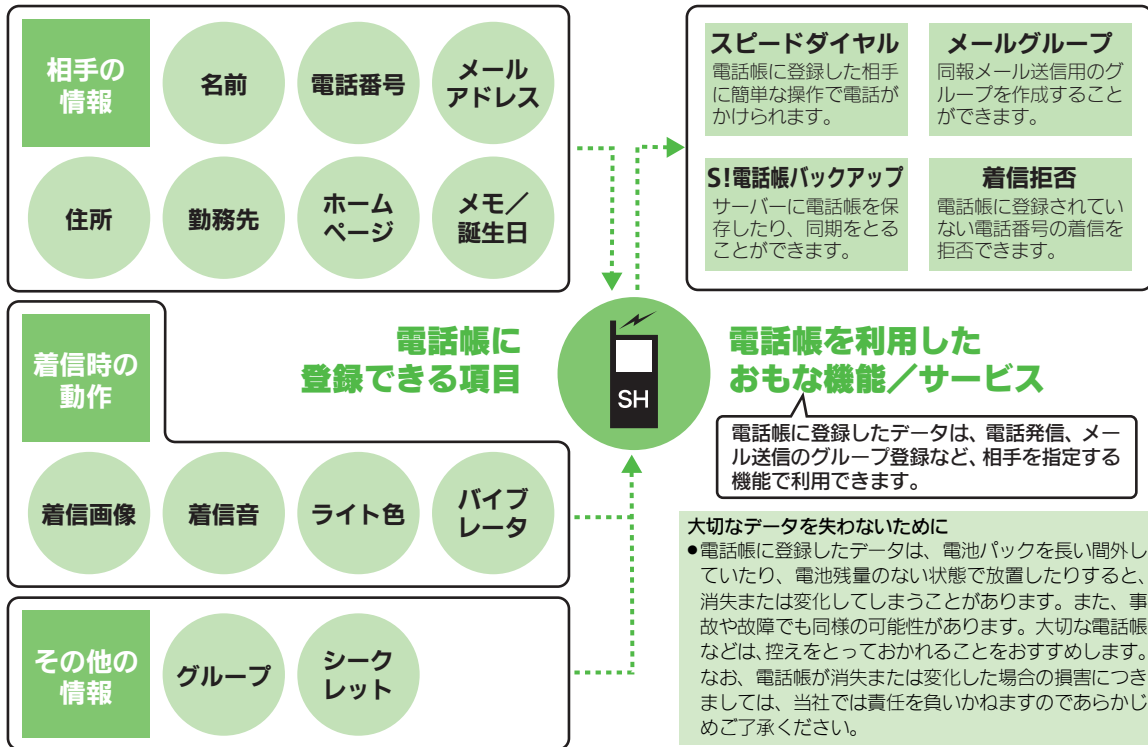 相手の
情報
名前
電話番号
メール
アドレス
住所
勤務先
ホーム
ページ
メモ／
誕生日
着信時の
動作
着信画像
着信音
ライト色
バイブ
レータ
その他の
情報
グループ
シーク
レット
電話帳に
登録できる項目
SH
スピードダイヤル
電話帳に登録した相手
に簡単な操作で電話が
かけられます。
メールグループ
同報メール送信用のグ
ループを作成すること
ができます。
S!電話帳バックアップ
サーバーに電話帳を保
存したり、同期をとる
ことができます。
着信拒否
電話帳に登録されてい
ない電話番号の着信を
拒否できます。
電話帳を利用した
おもな機能／サービス
電話帳に登録したデータは、電話発信、メー
ル送信のグループ登録など、相手を指定する
機能で利用できます。
大切なデータを失わないために
●電話帳に登録したデータは、電池パックを長い間外し
ていたり、電池残量のない状態で放置したりすると、
消失または変化してしまうことがあります。また、事
故や故障でも同様の可能性があります。大切な電話帳
などは、控えをとっておかれることをおすすめします。
なお、電話帳が消失または変化した場合の損害につき
ましては、当社では責任を負いかねますのであらかじ
めご了承ください。